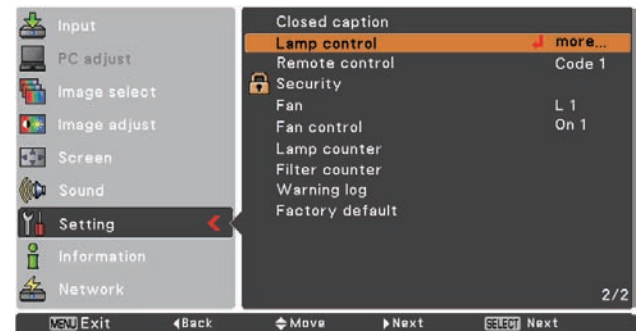 Input
PC adjust
Image select
Image adjust
Screen
Sound
Setting
Information
Network
Closed caption
Lamp control more...
Remote control Code 1
Security
Fan L 1
Fan control On 1
Lamp counter
Filter counter
Warning log
Factory default
2/2
MENU Exit Back Move Next SELECT Next